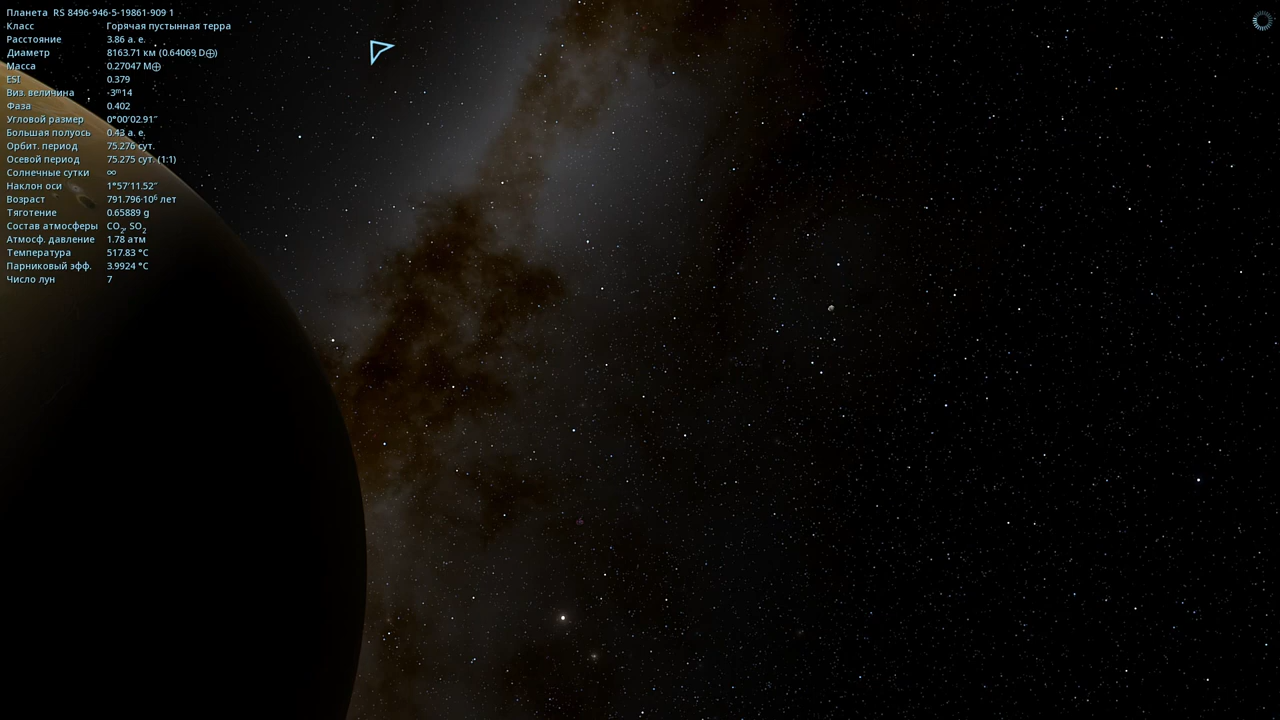 Планета RS 8496-946-5-19861-909 1
Класс Горячая пустынная терра
Расстояние 3.86 а. е.
Диаметр 8163.71 км (0.64069 D⊕)
Масса 0.27047 M⊕
ESI 0.379
Виз. величина -3ᵐ14
Фаза 0.402
Угловой размер 0°00'02.91"
Большая полуось 0.43 а. е.
Орбит. период 75.276 сут.
Осевой период 75.275 сут. (1:1)
Солнечные сутки ∞
Наклон оси 1°57'11.52"
Возраст 791.796·10⁶ лет
Тяготение 0.65889 g
Состав атмосферы CO₂, SO₂
Атмосф. давление 1.78 атм
Температура 517.83 °C
Парниковый эфф. 3.9924 °C
Число лун 7